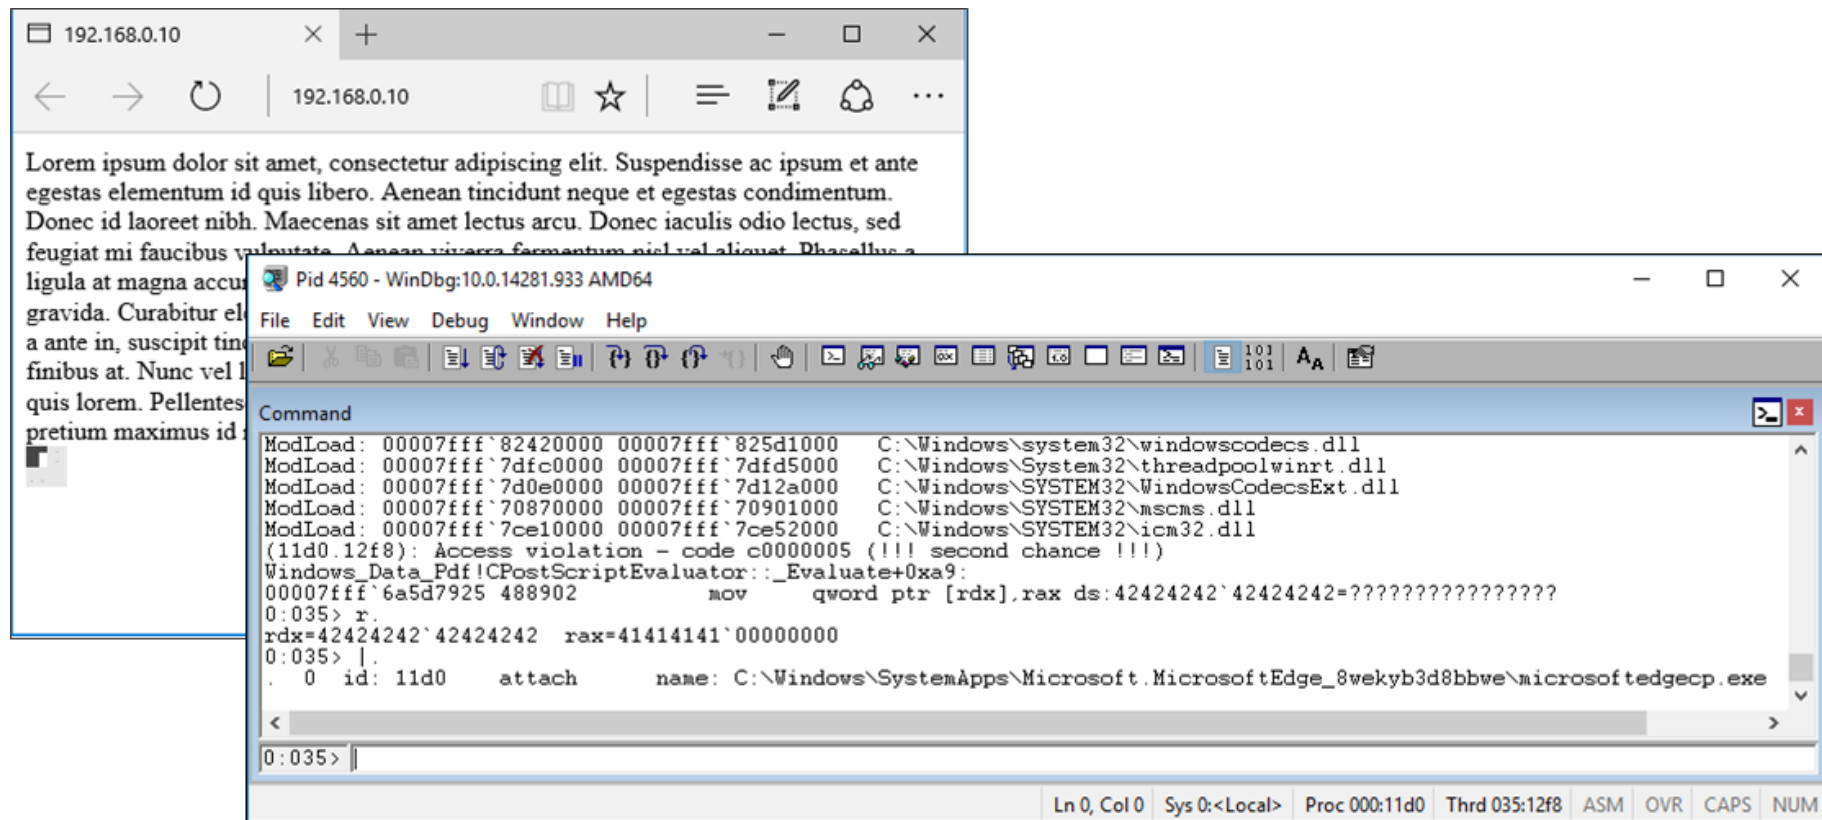 192.168.0.10
192.168.0.10
Lorem ipsum dolor sit amet, consectetur adipiscing elit. Suspendisse ac ipsum et ante
egestas elementum id quis libero. Aenean tincidunt neque et egestas condimentum.
Donec id laoreet nibh. Maecenas sit amet lectus arcu. Donec iaculis odio lectus, sed
feugiat mi faucibus vulputate. Aenean viverra fermentum nisl vel aliquet. Phasellus a
ligula at magna accu
gravida. Curabitur el
a ante in, suscipit tin
finibus at. Nunc vel l
quis lorem. Pellentes
pretium maximus id
Pid 4560 - WinDbg:10.0.14281.933 AMD64
File Edit View Debug Window Help
Command
ModLoad: 00007fff`82420000 00007fff`825d1000 C:\Windows\system32\windowscodecs.dll
ModLoad: 00007fff`7dfc0000 00007fff`7dfd5000 C:\Windows\System32\threadpoolwinrt.dll
ModLoad: 00007fff`7d0e0000 00007fff`7d12a000 C:\Windows\SYSTEM32\WindowsCodecsExt.dll
ModLoad: 00007fff`70870000 00007fff`70901000 C:\Windows\SYSTEM32\mscms.dll
ModLoad: 00007fff`7ce10000 00007fff`7ce52000 C:\Windows\SYSTEM32\icm32.dll
(11d0.12f8): Access violation - code c0000005 (!!! second chance !!!)
Windows_Data_Pdf!CPostScriptEvaluator::_Evaluate+0xa9:
00007fff`6a5d7925 488902 mov qword ptr [rdx],rax ds:42424242`42424242=????????????????
0:035> r.
rdx=42424242`42424242 rax=41414141`00000000
0:035> |.
. 0 id: 11d0 attach name: C:\Windows\SystemApps\Microsoft.MicrosoftEdge_8wekyb3d8bbwe\microsoftedgecp.exe
0:035>
Ln 0, Col 0 Sys 0:<Local> Proc 000:11d0 Thrd 035:12f8 ASM OVR CAPS NUM